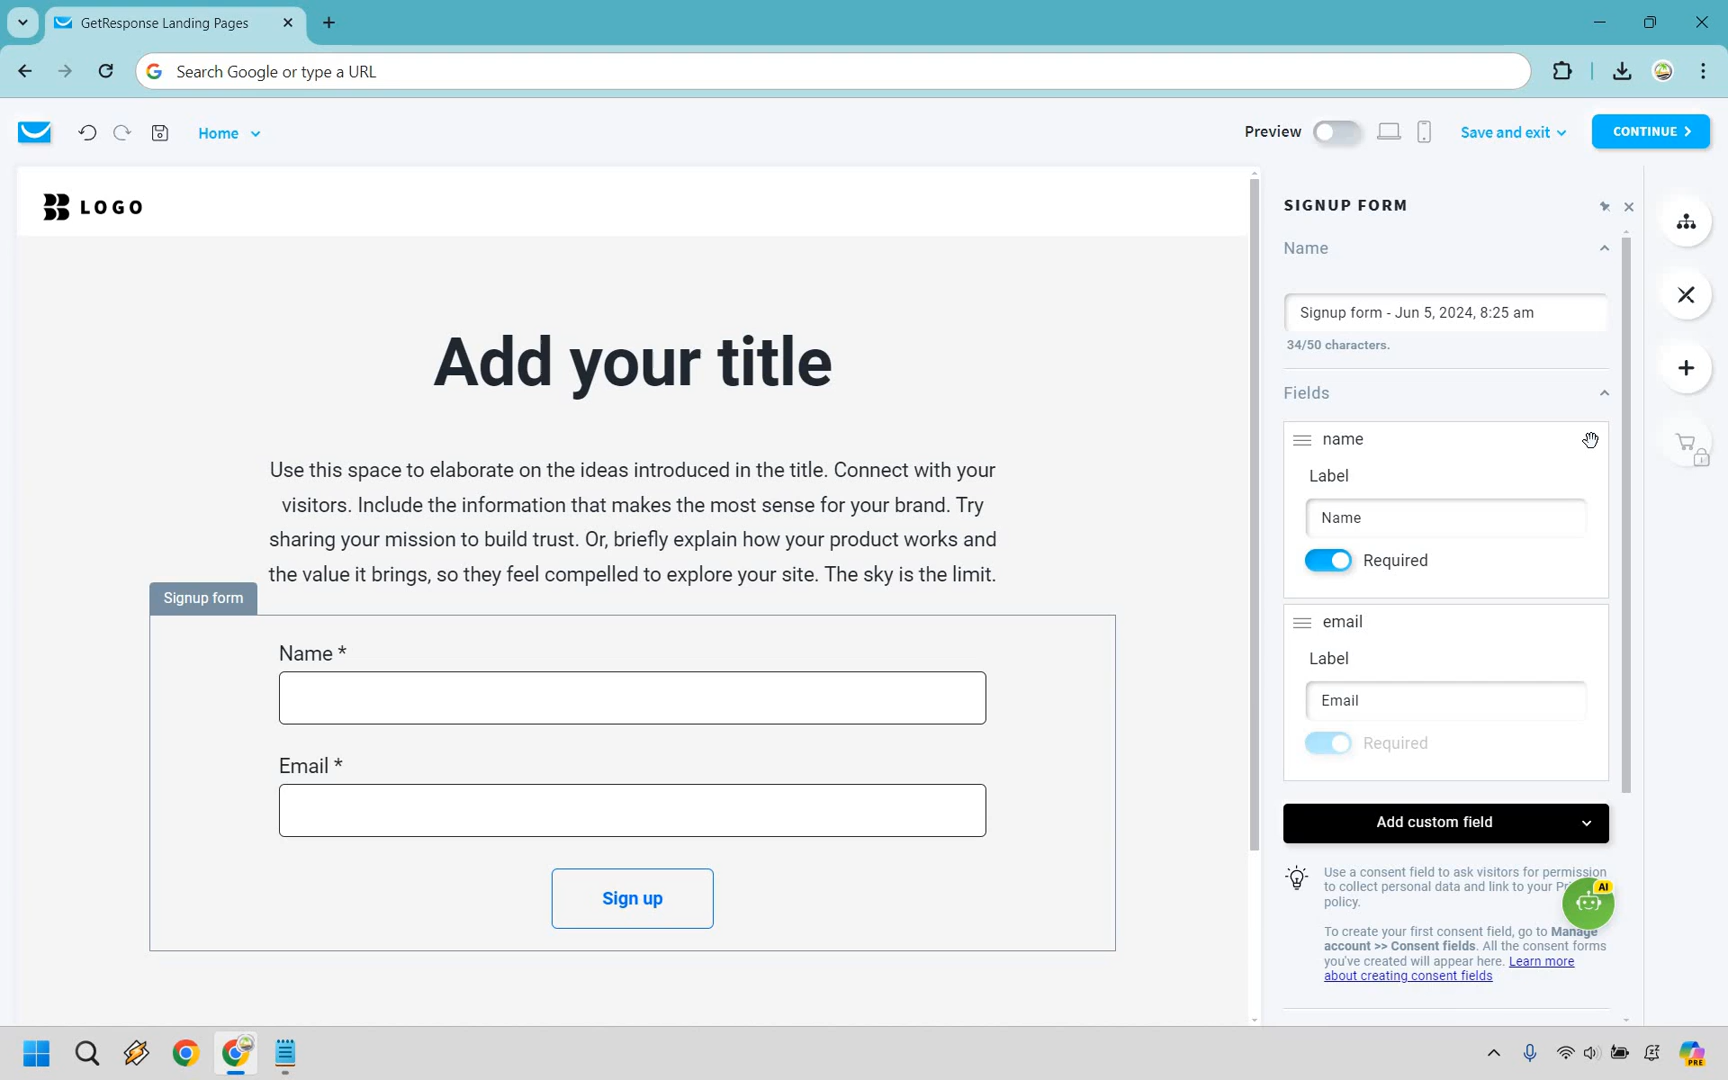 GetResponse Landing Pages
Search Google or type a URL
Home
Preview
Save and exit
CONTINUE
LOGO
Add your title
Use this space to elaborate on the ideas introduced in the title. Connect with your
visitors. Include the information that makes the most sense for your brand. Try
sharing your mission to build trust. Or, briefly explain how your product works and
the value it brings, so they feel compelled to explore your site. The sky is the limit.
Signup form
Name *
Email *
Sign up
SIGNUP FORM
Name
Signup form - Jun 5, 2024, 8:25 am
34/50 characters.
Fields
name
Label
Name
Required
email
Label
Email
Required
Add custom field
Use a consent field to ask visitors for permission
to collect personal data and link to your
policy.
AI
To create your first consent field, go to Manage
account >> Consent fields. All the consent forms
you've created will appear here. Learn more
about creating consent fields
PRE